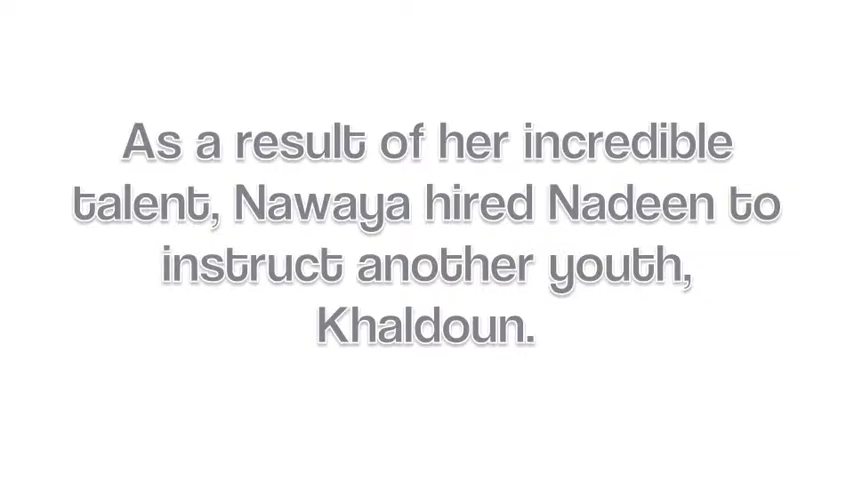 As a result of her incredible
talent, Nawaya hired Nadeen to
instruct another youth,
Khaldoun.